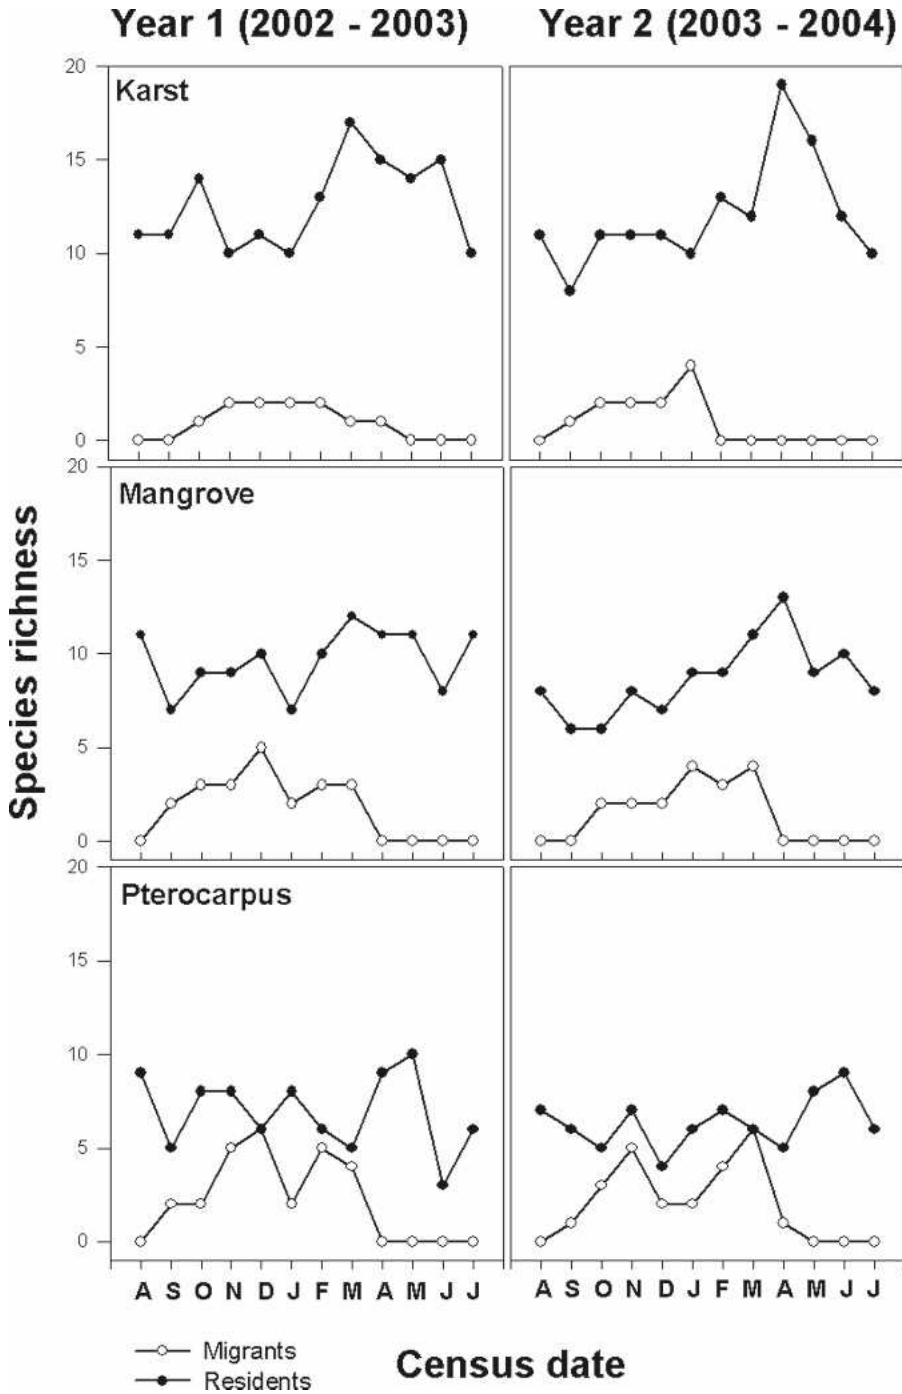 Year 1 (2002 - 2003) Year 2 (2003 - 2004)
20
Karst
15
10
5
0
20
Mangrove
15
10
5
0
20
Pterocarpus
15
10
5
0
Species richness
A S O N D J F M A M J J A S O N D J F M A M J J
Migrants
Residents
Census date